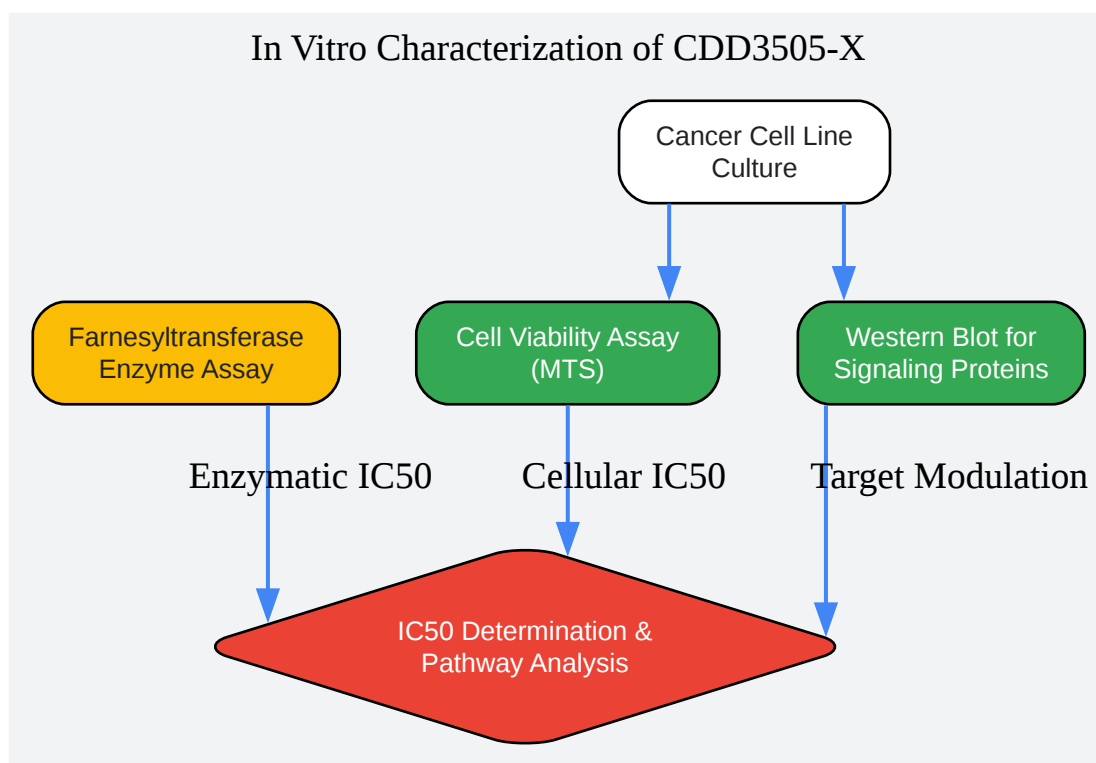 In Vitro Characterization of CDD3505-X
Cancer Cell Line
Culture
Farnesyltransferase
Enzyme Assay
Cell Viability Assay
(MTS)
Western Blot for
Signaling Proteins
Enzymatic IC50
Cellular IC50
Target Modulation
IC50 Determination &
Pathway Analysis